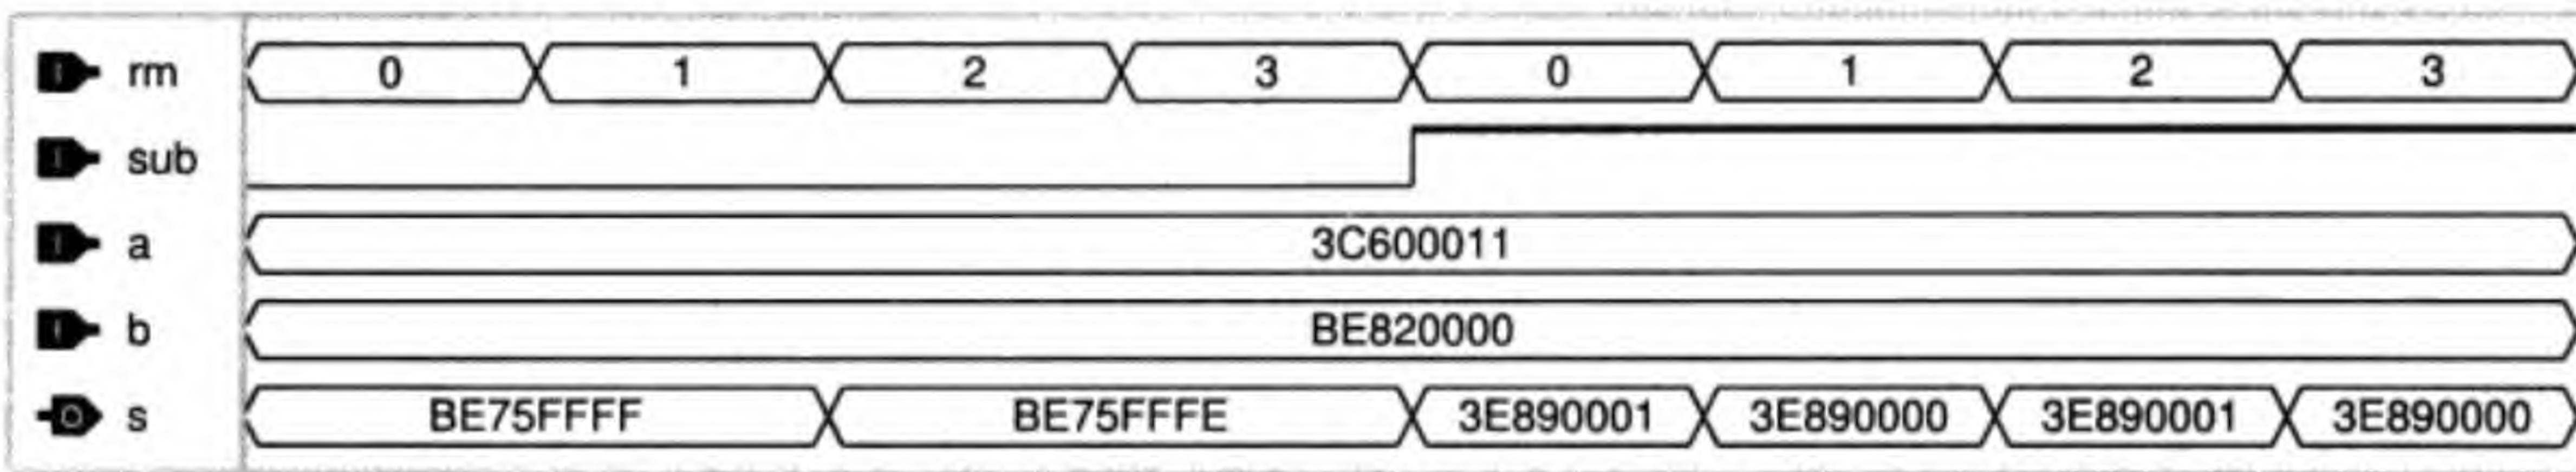 rm 0 1 2 3 0 1 2 3
sub
a 3C600011
b BE820000
s BE75FFFF BE75FFFE 3E890001 3E890000 3E890001 3E890000